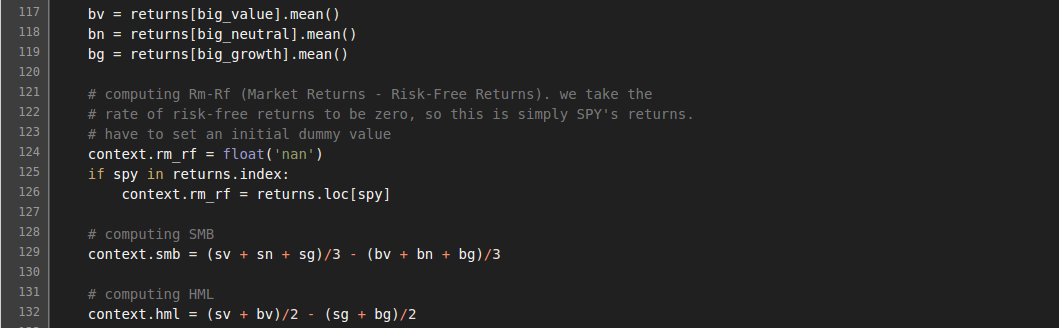 117 bv = returns[big_value].mean()
118 bn = returns[big_neutral].mean()
119 bg = returns[big_growth].mean()
120
121 # computing Rm-Rf (Market Returns - Risk-Free Returns). we take the
122 # rate of risk-free returns to be zero, so this is simply SPY's returns.
123 # have to set an initial dummy value
124 context.rm_rf = float('nan')
125 if spy in returns.index:
126     context.rm_rf = returns.loc[spy]
127
128 # computing SMB
129 context.smb = (sv + sn + sg)/3 - (bv + bn + bg)/3
130
131 # computing HML
132 context.hml = (sv + bv)/2 - (sg + bg)/2